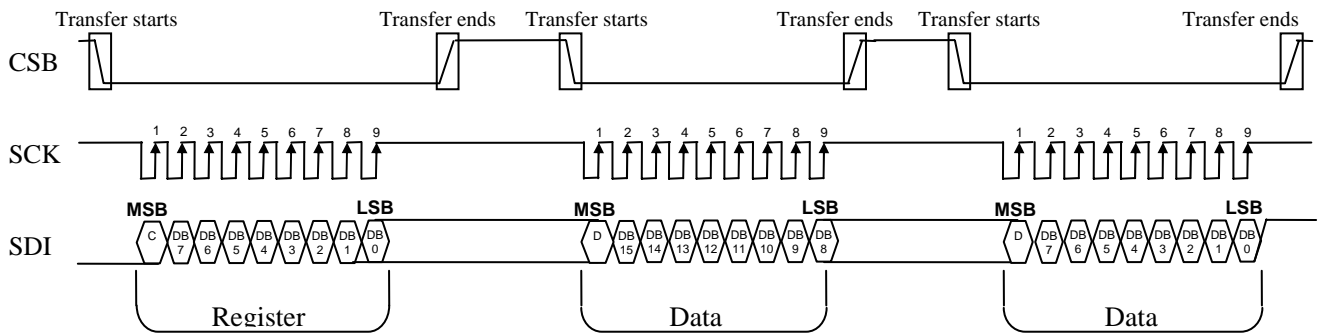 Transfer starts Transfer ends Transfer starts Transfer ends Transfer starts Transfer ends
CSB
1 2 3 4 5 6 7 8 9 1 2 3 4 5 6 7 8 9 1 2 3 4 5 6 7 8 9
SCK
MSB LSB MSB LSB MSB LSB
SDI C DB7 DB6 DB5 DB4 DB3 DB2 DB1 DB0 D DB15 DB14 DB13 DB12 DB11 DB10 DB9 DB8 D DB7 DB6 DB5 DB4 DB3 DB2 DB1 DB0
Register Data Data